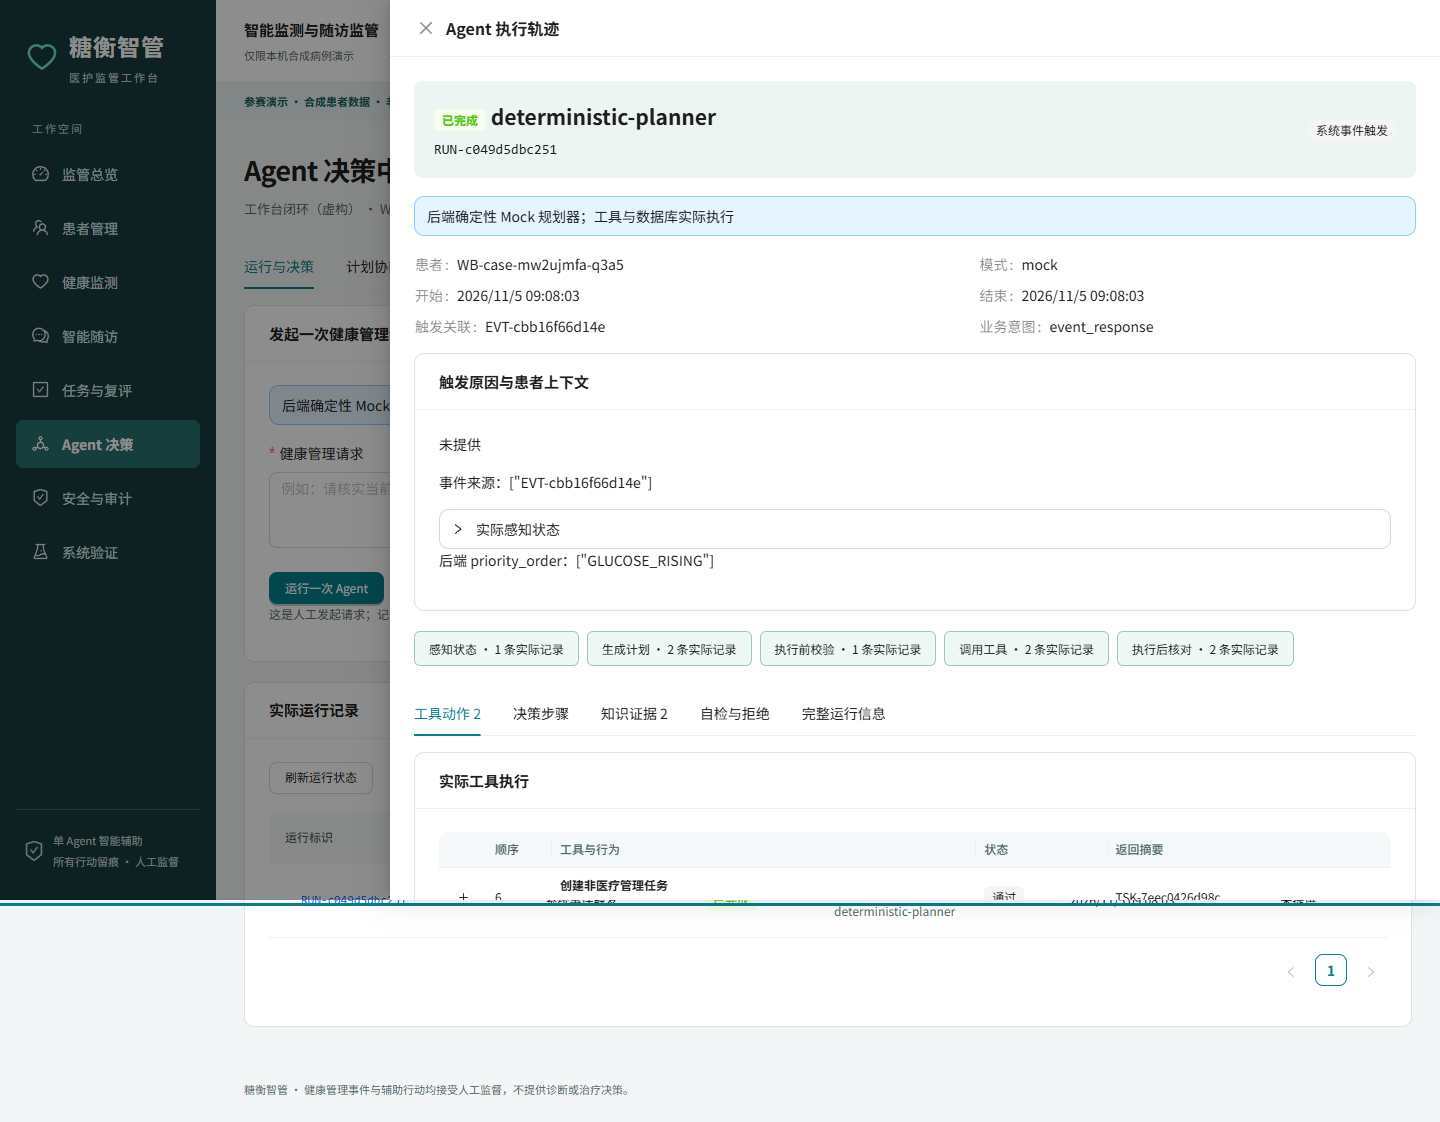 糖衡智管
医护监管工作台
工作空间
监管总览
患者管理
健康监测
智能随访
任务与复评
Agent 决策
安全与审计
系统验证
单 Agent 智能辅助
所有行动留痕 · 人工监督
智能监测与随访监管
仅限本机合成病例演示
参赛演示 · 合成患者数据 ·
Agent 决策
工作台闭环（虚构） · W
运行与决策 计划协
发起一次健康管理
后端确定性 Mock
* 健康管理请求
例如：请核实当前
运行一次 Agent
这是人工发起请求；记
实际运行记录
刷新运行状态
运行标识
Agent 执行轨迹
已完成 deterministic-planner
RUN-c049d5dbc251
系统事件触发
后端确定性 Mock 规划器；工具与数据库实际执行
患者：WB-case-mw2ujmfa-q3a5 模式：mock
开始：2026/11/5 09:08:03 结束：2026/11/5 09:08:03
触发关联：EVT-cbb16f66d14e 业务意图：event_response
触发原因与患者上下文
未提供
事件来源：["EVT-cbb16f66d14e"]
实际感知状态
后端 priority_order：["GLUCOSE_RISING"]
感知状态 · 1 条实际记录 生成计划 · 2 条实际记录 执行前校验 · 1 条实际记录 调用工具 · 2 条实际记录 执行后核对 · 2 条实际记录
工具动作 2 决策步骤 知识证据 2 自检与拒绝 完整运行信息
实际工具执行
顺序 工具与行为 状态 返回摘要
创建非医疗管理任务
6 通过 TSK-7eec0426d98c
RUN-c049d5dbc251
deterministic-planner
1
糖衡智管 · 健康管理事件与辅助行动均接受人工监督，不提供诊断或治疗决策。